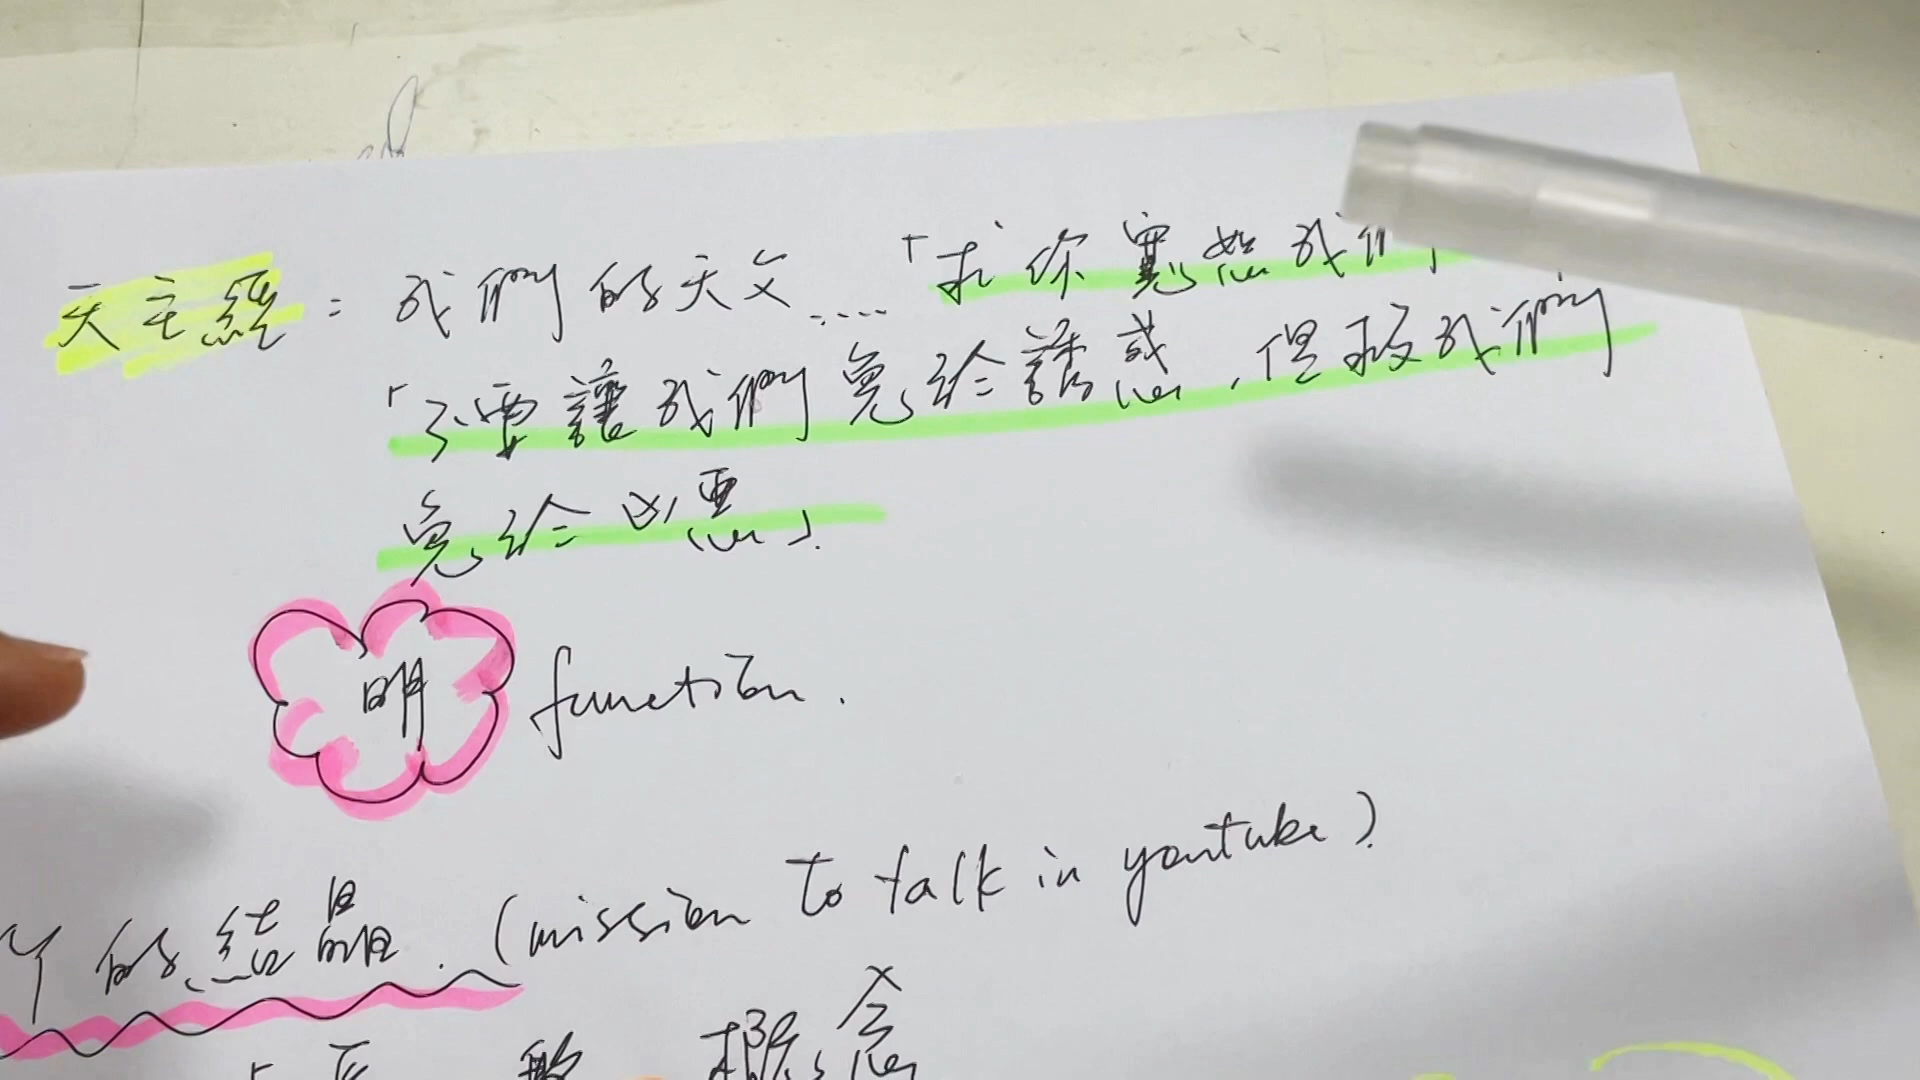 天主經:我們的天父.....「求你寬恕我們
「不要讓我們免於誘惑,但救我們
免於凶惡」.
明 function.
的結晶. (mission to talk in youtube)
概念